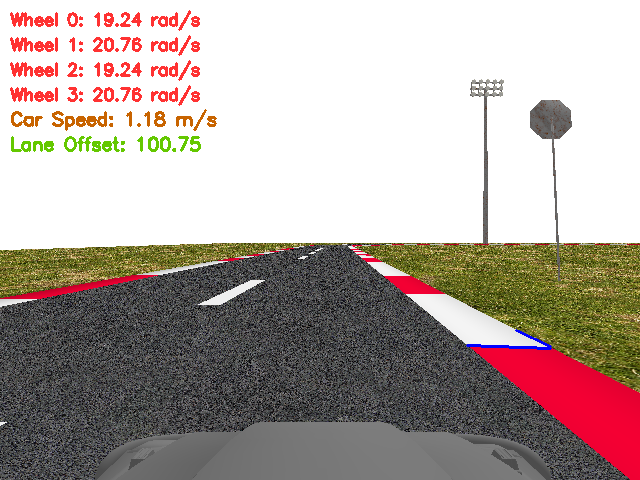 Wheel 0: 19.24 rad/s
Wheel 1: 20.76 rad/s
Wheel 2: 19.24 rad/s
Wheel 3: 20.76 rad/s
Car Speed: 1.18 m/s
Lane Offset: 100.75